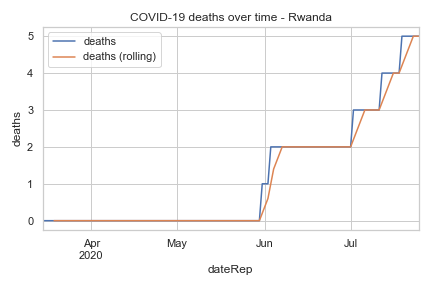 COVID-19 deaths over time - Rwanda
deaths
deaths (rolling)
5
4
3
2
1
0
deaths
Apr
2020
May
Jun
Jul
dateRep